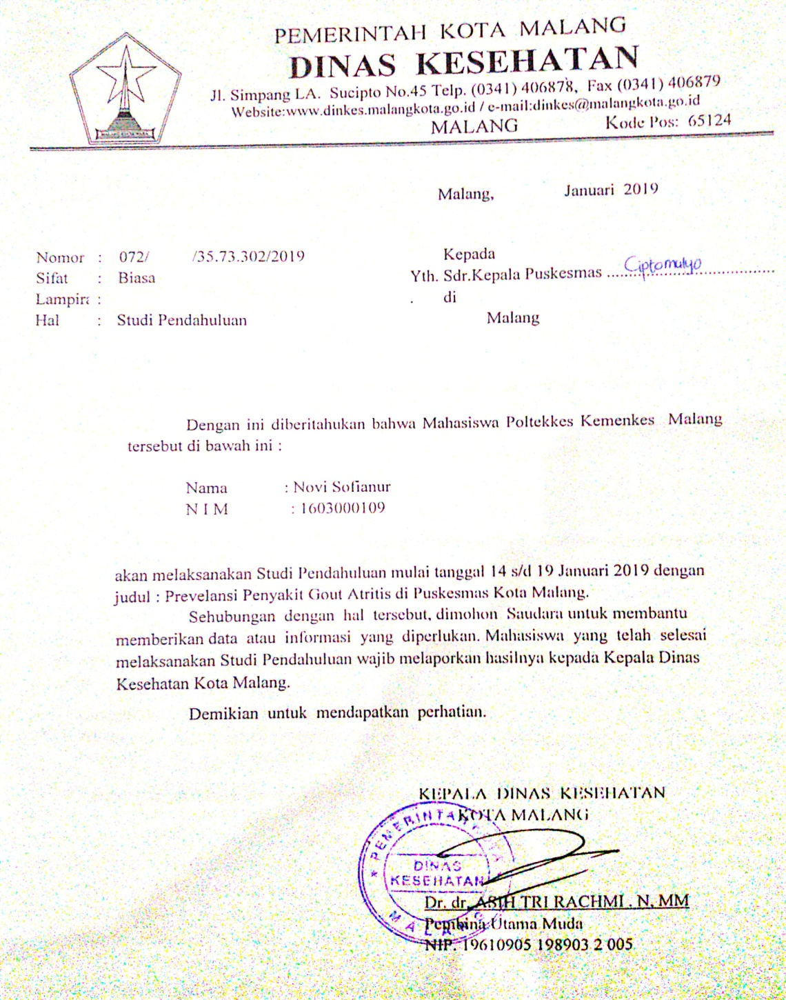 PEMERINTAH KOTA MALANG
DINAS KESEHATAN
Jl. Simpang LA. Sucipto No.45 Telp. (0341) 406878, Fax (0341) 406879
Website:www.dinkes.malangkota.go.id / e-mail:dinkes@malangkota.go.id
MALANG Kode Pos: 65124
Malang, Januari 2019
Nomor : 072/ /35.73.302/2019
Sifat : Biasa
Lampira :
Hal : Studi Pendahuluan
Kepada
Yth. Sdr.Kepala Puskesmas Ciptomulyo
. di
Malang
Dengan ini diberitahukan bahwa Mahasiswa Poltekkes Kemenkes Malang
tersebut di bawah ini :
Nama : Novi Sofianur
N I M : 1603000109
akan melaksanakan Studi Pendahuluan mulai tanggal 14 s/d 19 Januari 2019 dengan
judul : Prevelansi Penyakit Gout Atritis di Puskesmas Kota Malang.
Sehubungan dengan hal tersebut, dimohon Saudara untuk membantu
memberikan data atau informasi yang diperlukan. Mahasiswa yang telah selesai
melaksanakan Studi Pendahuluan wajib melaporkan hasilnya kepada Kepala Dinas
Kesehatan Kota Malang.
Demikian untuk mendapatkan perhatian.
KEPALA DINAS KESEHATAN
KOTA MALANG
PEMERINTAH KOTA
DINAS
KESEHATAN
MALANG
Dr. dr. ASIH TRI RACHMI . N, MM
Pembina Utama Muda
NIP. 19610905 198903 2 005